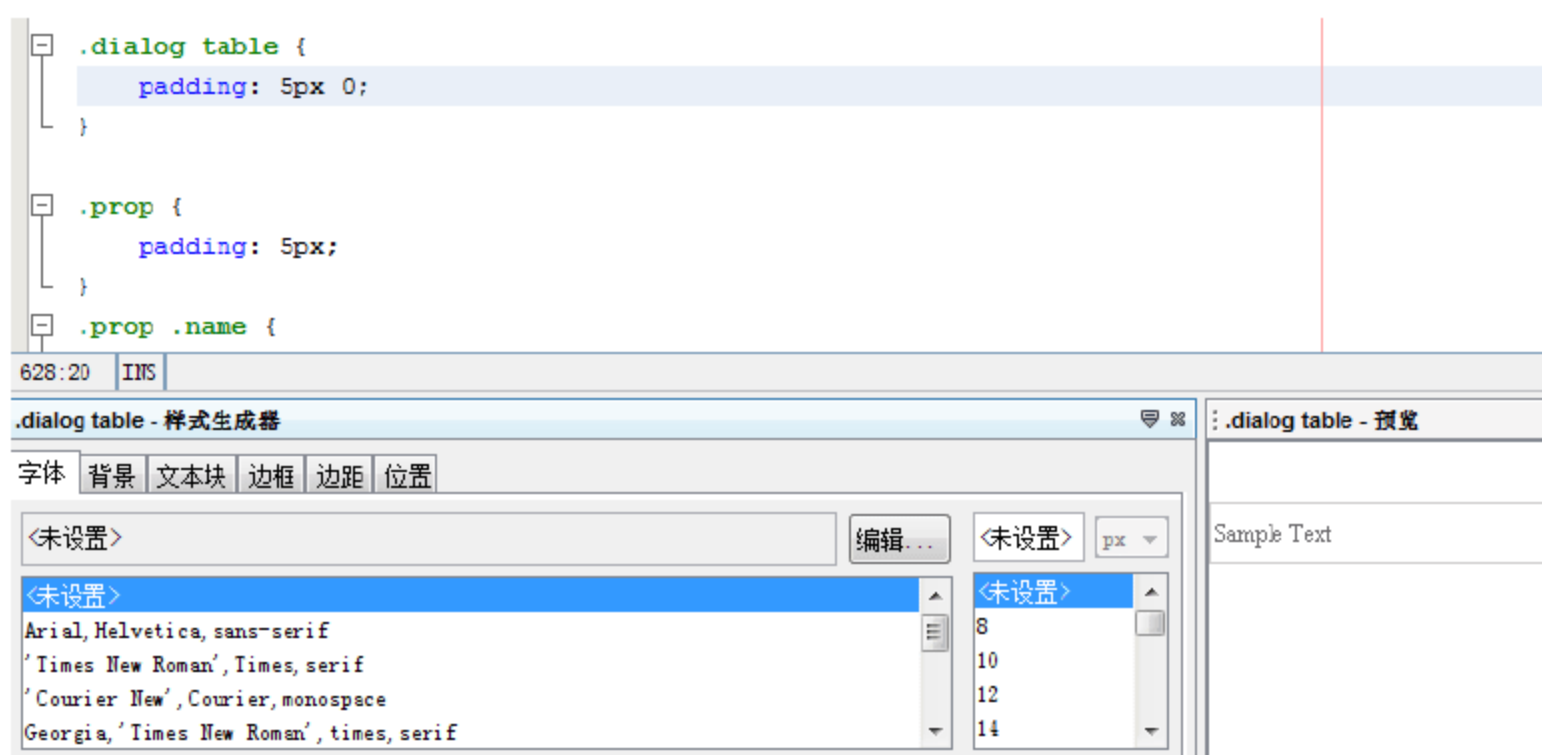 .dialog table {
padding: 5px 0;
}
.prop {
padding: 5px;
}
.prop .name {
628:20 INS
.dialog table - 样式生成器
.dialog table - 预览
字体 背景 文本块 边框 边距 位置
<未设置> 编辑... <未设置> px
Sample Text
<未设置>
Arial,Helvetica,sans-serif
'Times New Roman',Times,serif
'Courier New',Courier,monospace
Georgia,'Times New Roman',times,serif
<未设置>
8
10
12
14